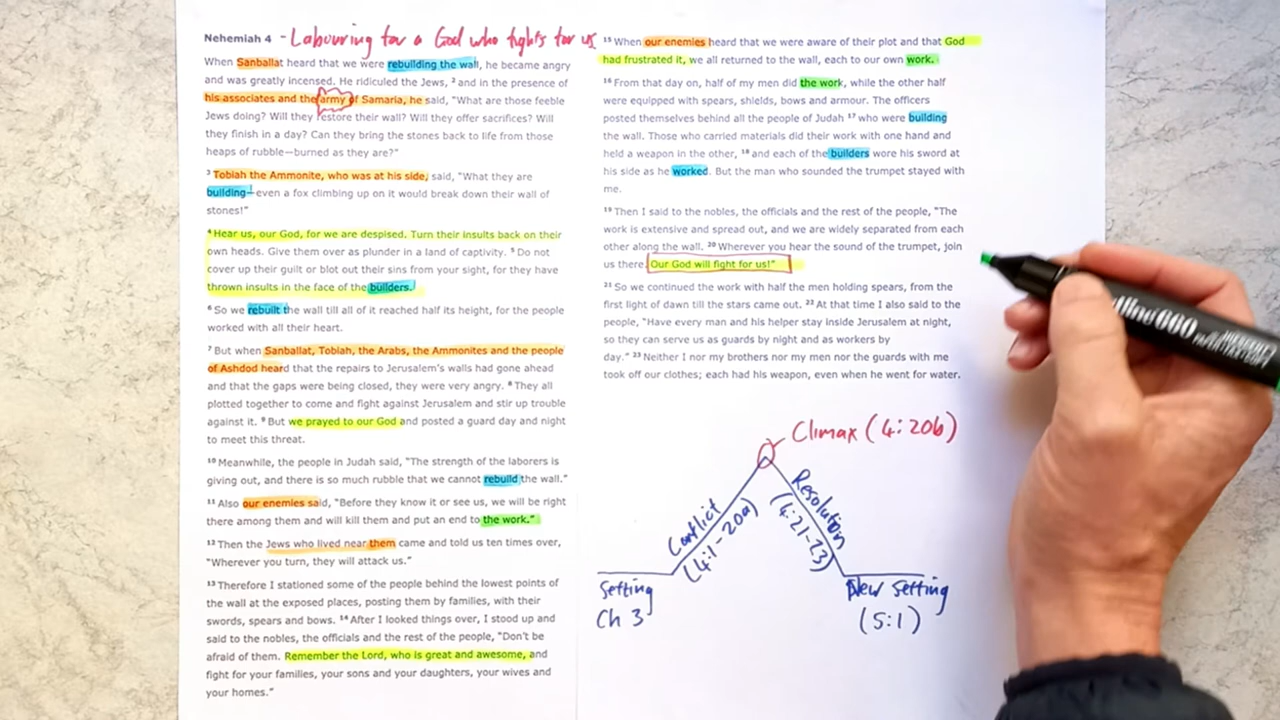 Nehemiah 4 - Labouring for a God who fights for us
When Sanballat heard that we were rebuilding the wall, he became angry
and was greatly incensed. He ridiculed the Jews, 2 and in the presence of
his associates and the army of Samaria, he said, "What are those feeble
Jews doing? Will they restore their wall? Will they offer sacrifices? Will
they finish in a day? Can they bring the stones back to life from those
heaps of rubble—burned as they are?"
3 Tobiah the Ammonite, who was at his side, said, "What they are
building—even a fox climbing up on it would break down their wall of
stones!"
4 Hear us, our God, for we are despised. Turn their insults back on their
own heads. Give them over as plunder in a land of captivity. 5 Do not
cover up their guilt or blot out their sins from your sight, for they have
thrown insults in the face of the builders.
6 So we rebuilt the wall till all of it reached half its height, for the people
worked with all their heart.
7 But when Sanballat, Tobiah, the Arabs, the Ammonites and the people
of Ashdod heard that the repairs to Jerusalem's walls had gone ahead
and that the gaps were being closed, they were very angry. 8 They all
plotted together to come and fight against Jerusalem and stir up trouble
against it. 9 But we prayed to our God and posted a guard day and night
to meet this threat.
10 Meanwhile, the people in Judah said, "The strength of the laborers is
giving out, and there is so much rubble that we cannot rebuild the wall."
11 Also our enemies said, "Before they know it or see us, we will be right
there among them and will kill them and put an end to the work."
12 Then the Jews who lived near them came and told us ten times over,
"Wherever you turn, they will attack us."
13 Therefore I stationed some of the people behind the lowest points of
the wall at the exposed places, posting them by families, with their
swords, spears and bows. 14 After I looked things over, I stood up and
said to the nobles, the officials and the rest of the people, "Don't be
afraid of them. Remember the Lord, who is great and awesome, and
fight for your families, your sons and your daughters, your wives and
your homes."
15 When our enemies heard that we were aware of their plot and that God
had frustrated it, we all returned to the wall, each to our own work.
16 From that day on, half of my men did the work, while the other half
were equipped with spears, shields, bows and armour. The officers
posted themselves behind all the people of Judah 17 who were building
the wall. Those who carried materials did their work with one hand and
held a weapon in the other, 18 and each of the builders wore his sword at
his side as he worked. But the man who sounded the trumpet stayed with
me.
19 Then I said to the nobles, the officials and the rest of the people, "The
work is extensive and spread out, and we are widely separated from each
other along the wall. 20 Wherever you hear the sound of the trumpet, join
us there. Our God will fight for us!"
21 So we continued the work with half the men holding spears, from the
first light of dawn till the stars came out. 22 At that time I also said to the
people, "Have every man and his helper stay inside Jerusalem at night,
so they can serve us as guards by night and as workers by
day." 23 Neither I nor my brothers nor my men nor the guards with me
took off our clothes; each had his weapon, even when he went for water.
Climax (4:20b)
Conflict
(4:1-20a)
Resolution
(4:21-23)
Setting
Ch 3
New Setting
(5:1)